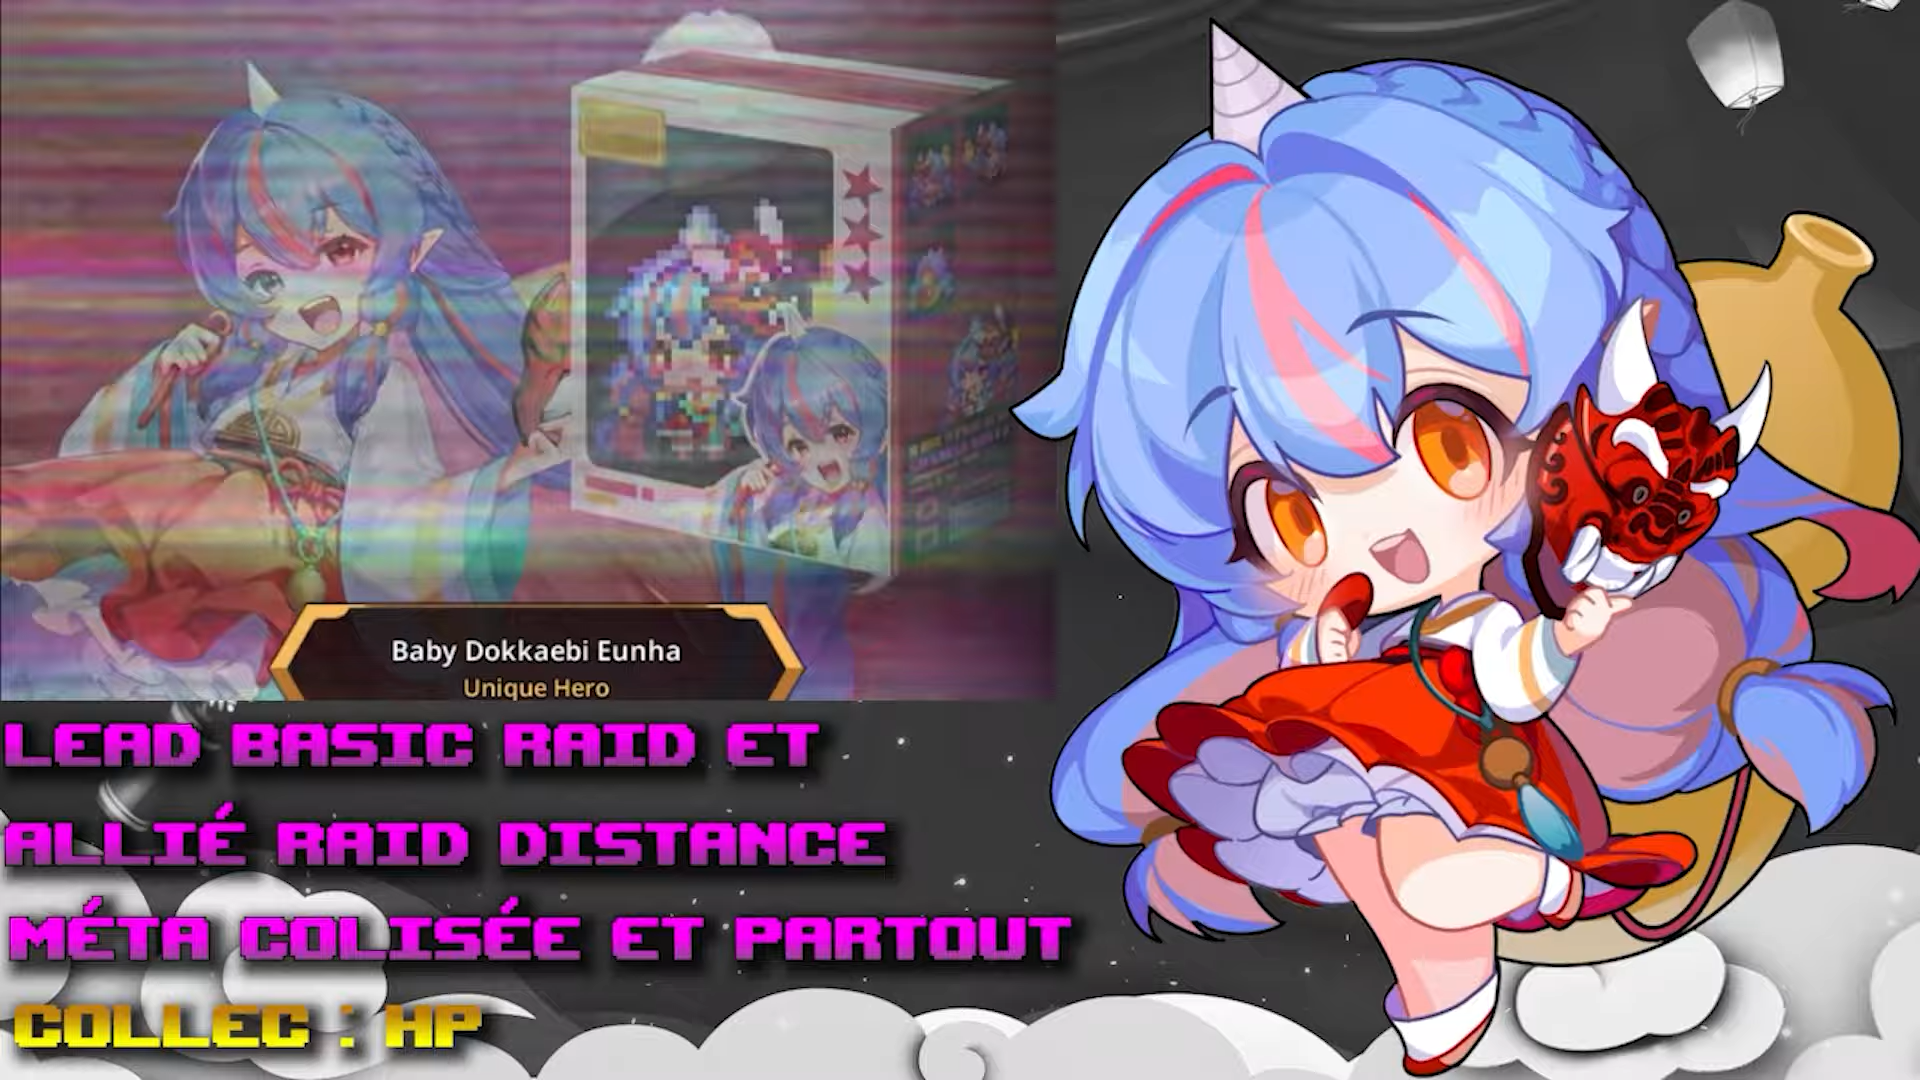 Baby Dokkaebi Eunha
Unique Hero
LEAD BASIC RAID ET
ALLIÉ RAID DISTANCE
MÉTA COLISÉE ET PARTOUT
COLLEC : HP